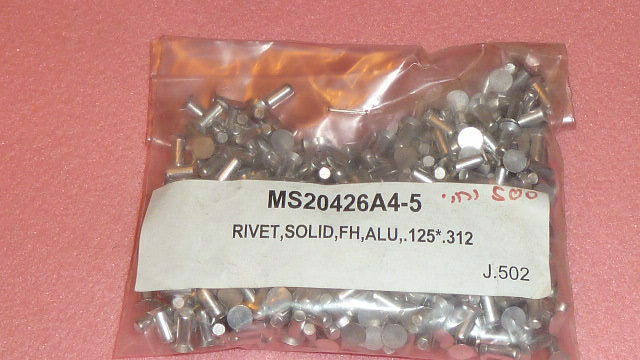 MS20426A4-5
500 יח'
RIVET,SOLID,FH,ALU,.125*.312
J.502